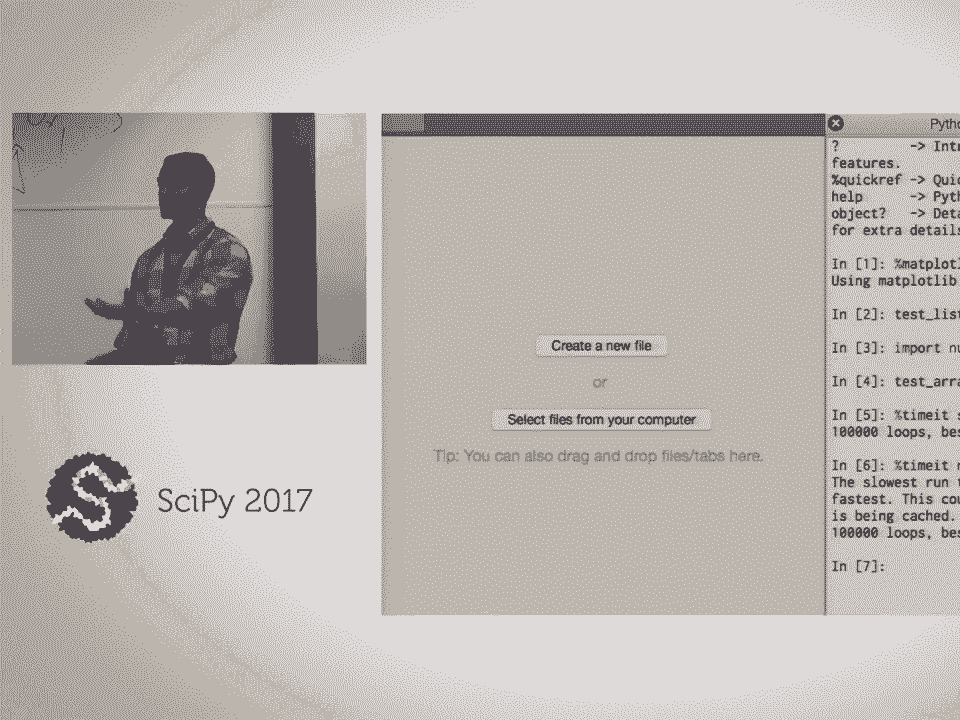 SciPy 2017
Create a new file
or
Select files from your computer
Tip: You can also drag and drop files/tabs here.
? -> Intr
features.
%quickref -> Quic
help -> Pyth
object? -> Deta
for extra details
In [1]: %matplotl
Using matplotlib
In [2]: test_list
In [3]: import nu
In [4]: test_arra
In [5]: %timeit s
100000 loops, bes
In [6]: %timeit n
The slowest run t
fastest. This cou
is being cached.
100000 loops, bes
In [7]: